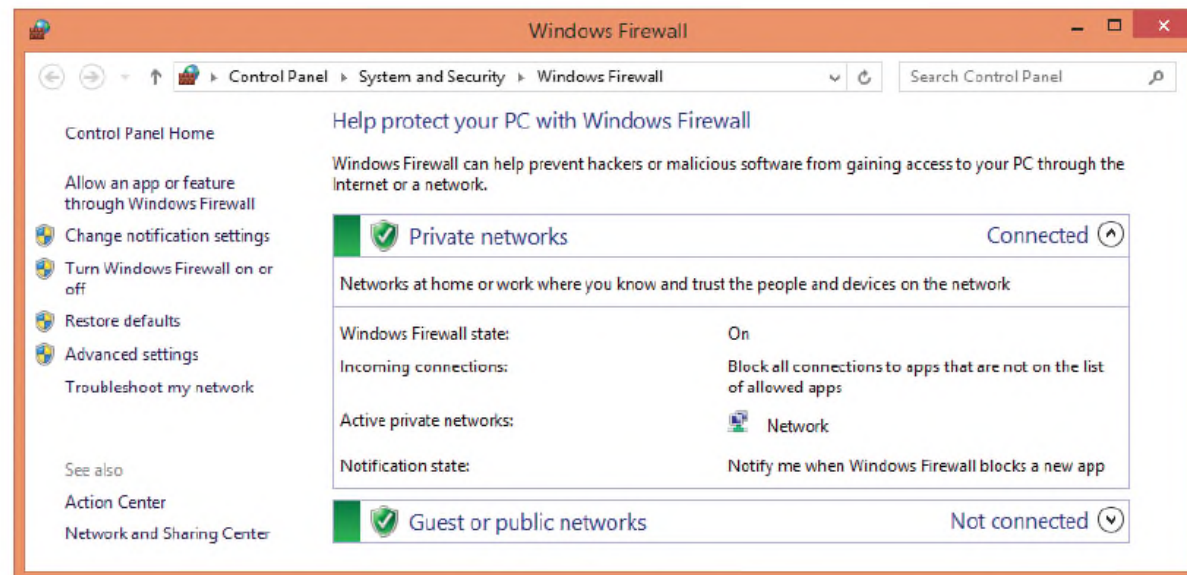 Windows Firewall
Control Panel System and Security Windows Firewall
Search Control Panel
Control Panel Home
Allow an app or feature
through Windows Firewall
Change notification settings
Turn Windows Firewall on or
off
Restore defaults
Advanced settings
Troubleshoot my network
See also
Action Center
Network and Sharing Center
Help protect your PC with Windows Firewall
Windows Firewall can help prevent hackers or malicious software from gaining access to your PC through the
Internet or a network.
Private networks Connected
Networks at home or work where you know and trust the people and devices on the network
Windows Firewall state: On
Incoming connections: Block all connections to apps that are not on the list
of allowed apps
Active private networks: Network
Notification state: Notify me when Windows Firewall blocks a new app
Guest or public networks Not connected